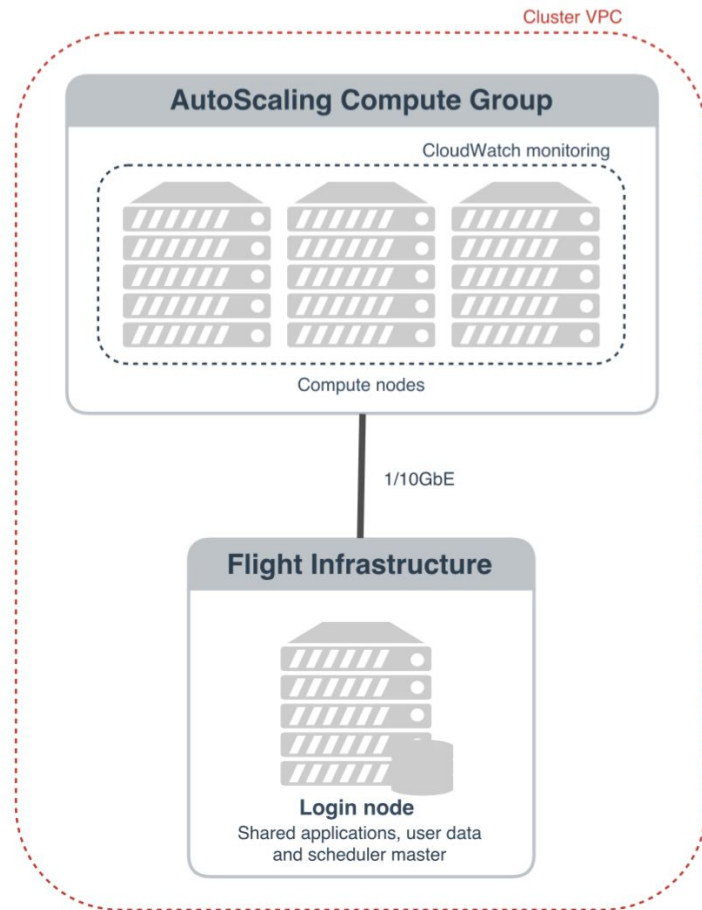 Cluster VPC
AutoScaling Compute Group
CloudWatch monitoring
Compute nodes
1/10GbE
Flight Infrastructure
Login node
Shared applications, user data
and scheduler master